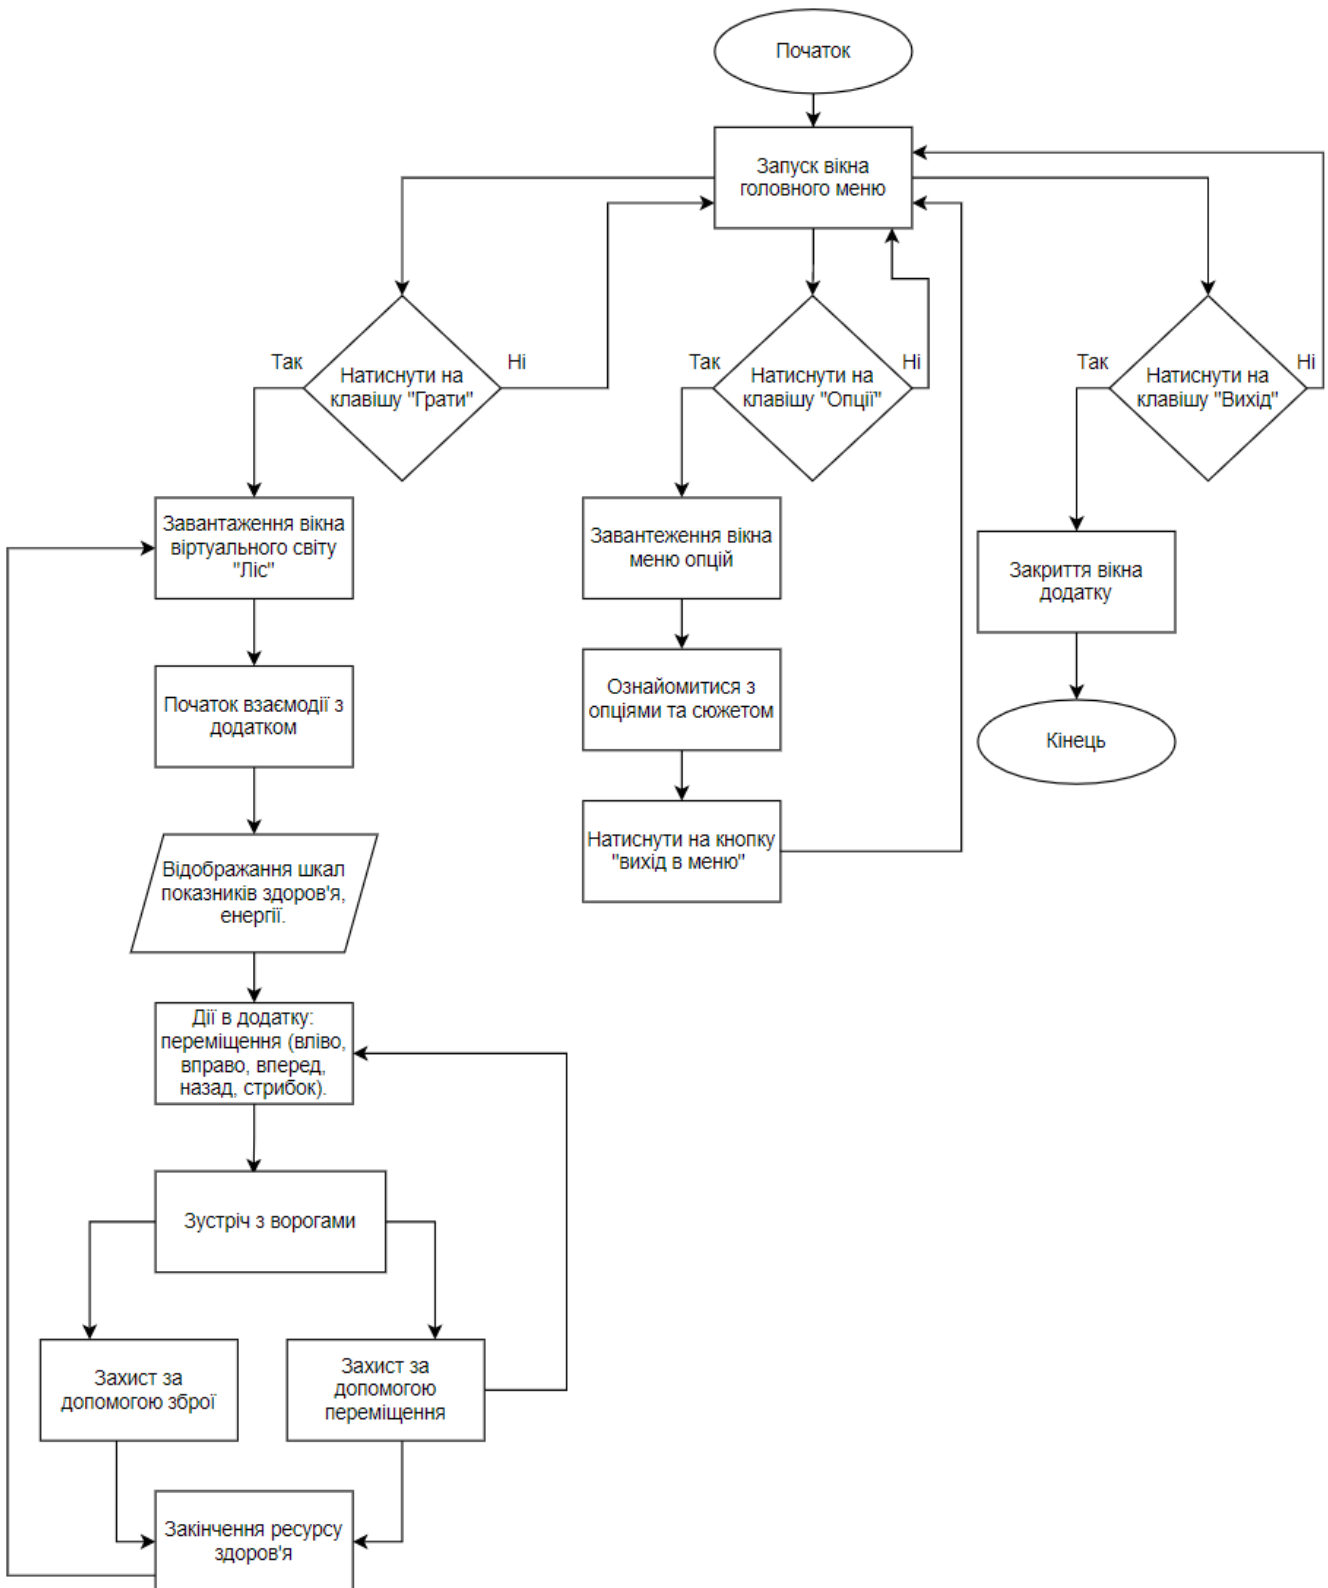 Початок
Запуск вікна
головного меню
Так
Натиснути на
клавішу "Грати"
Ні
Так
Натиснути на
клавішу "Опції"
Ні
Так
Натиснути на
клавішу "Вихід"
Ні
Завантаження вікна
віртуального світу
"Ліс"
Завантеження вікна
меню опцій
Закриття вікна
додатку
Початок взаємодії з
додатком
Ознайомитися з
опціями та сюжетом
Кінець
Натиснути на кнопку
"вихід в меню"
Відображання шкал
показників здоров'я,
енергії.
Дії в додатку:
переміщення (вліво,
вправо, вперед,
назад, стрибок).
Зустріч з ворогами
Захист за
допомогою зброї
Захист за
допомогою
переміщення
Закінчення ресурсу
здоров'я